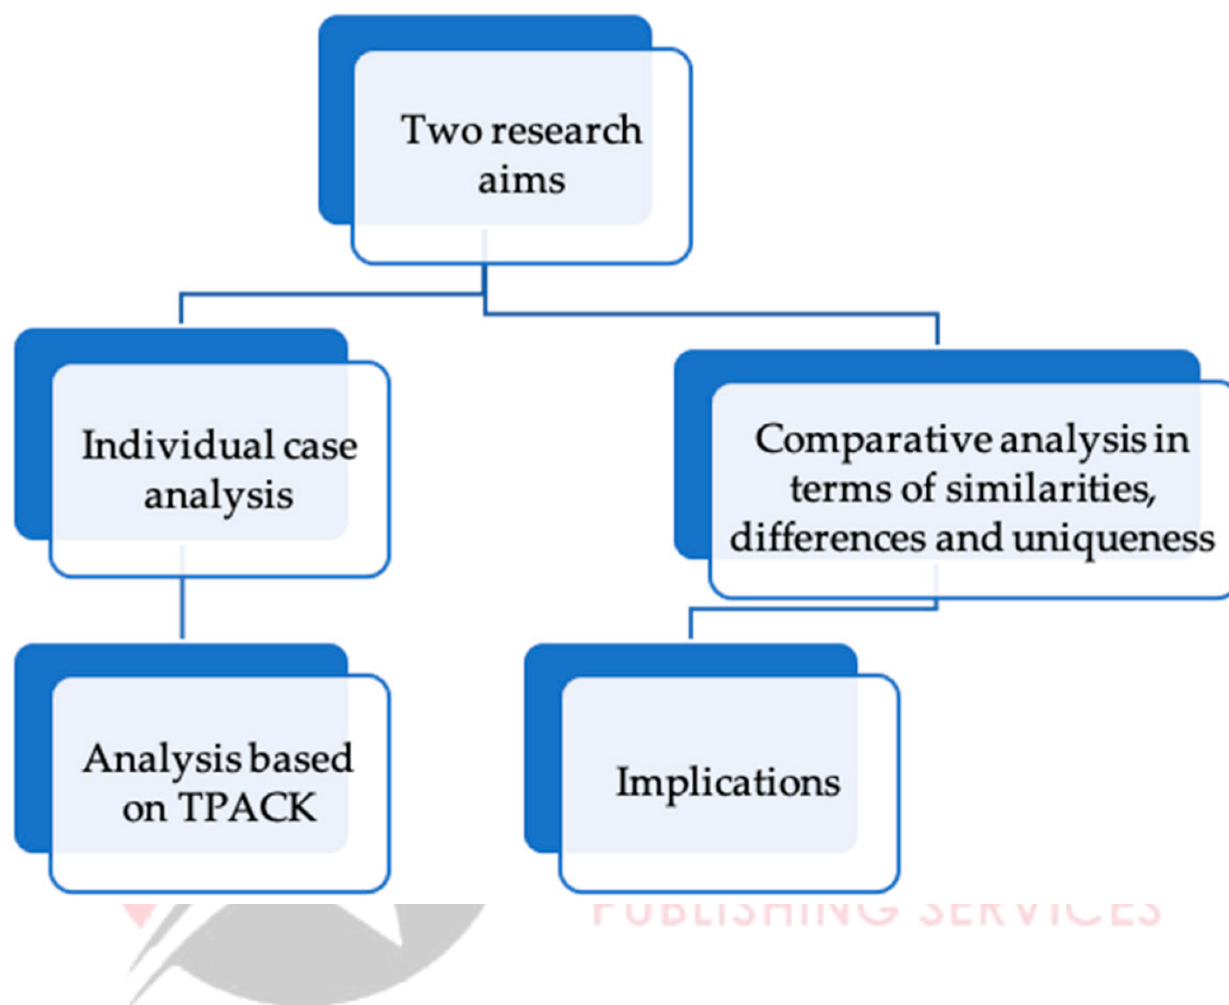 Two research
aims
Individual case
analysis
Comparative analysis in
terms of similarities,
differences and uniqueness
Analysis based
on TPACK
Implications
PUBLISHING SERVICES